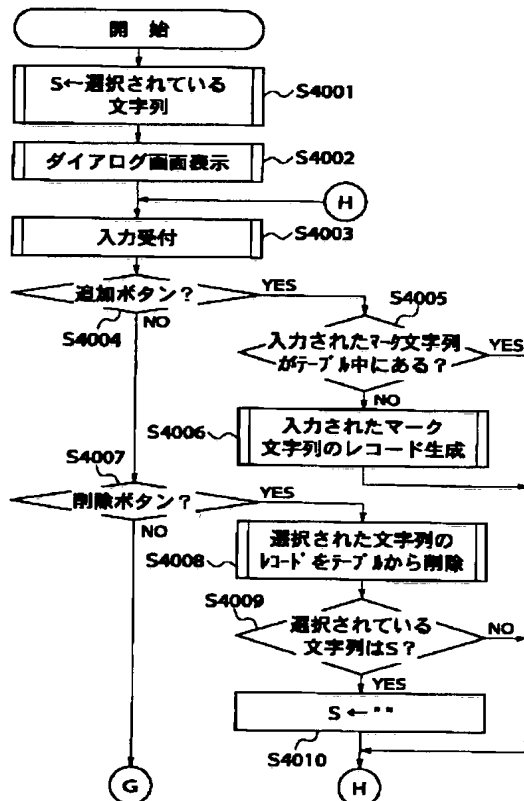 開 始
S←選択されている
文字列
S4001
ダイアログ画面表示
S4002
H
入力受付
S4003
追加ボタン?
YES
S4004
NO
S4005
入力されたマーク文字列
がテーブル中にある?
YES
NO
S4006
入力されたマーク
文字列のレコード生成
S4007
削除ボタン?
YES
NO
選択された文字列の
レコードをテーブルから削除
S4008
S4009
選択されている
文字列はS?
NO
YES
S ← ""
S4010
G
H